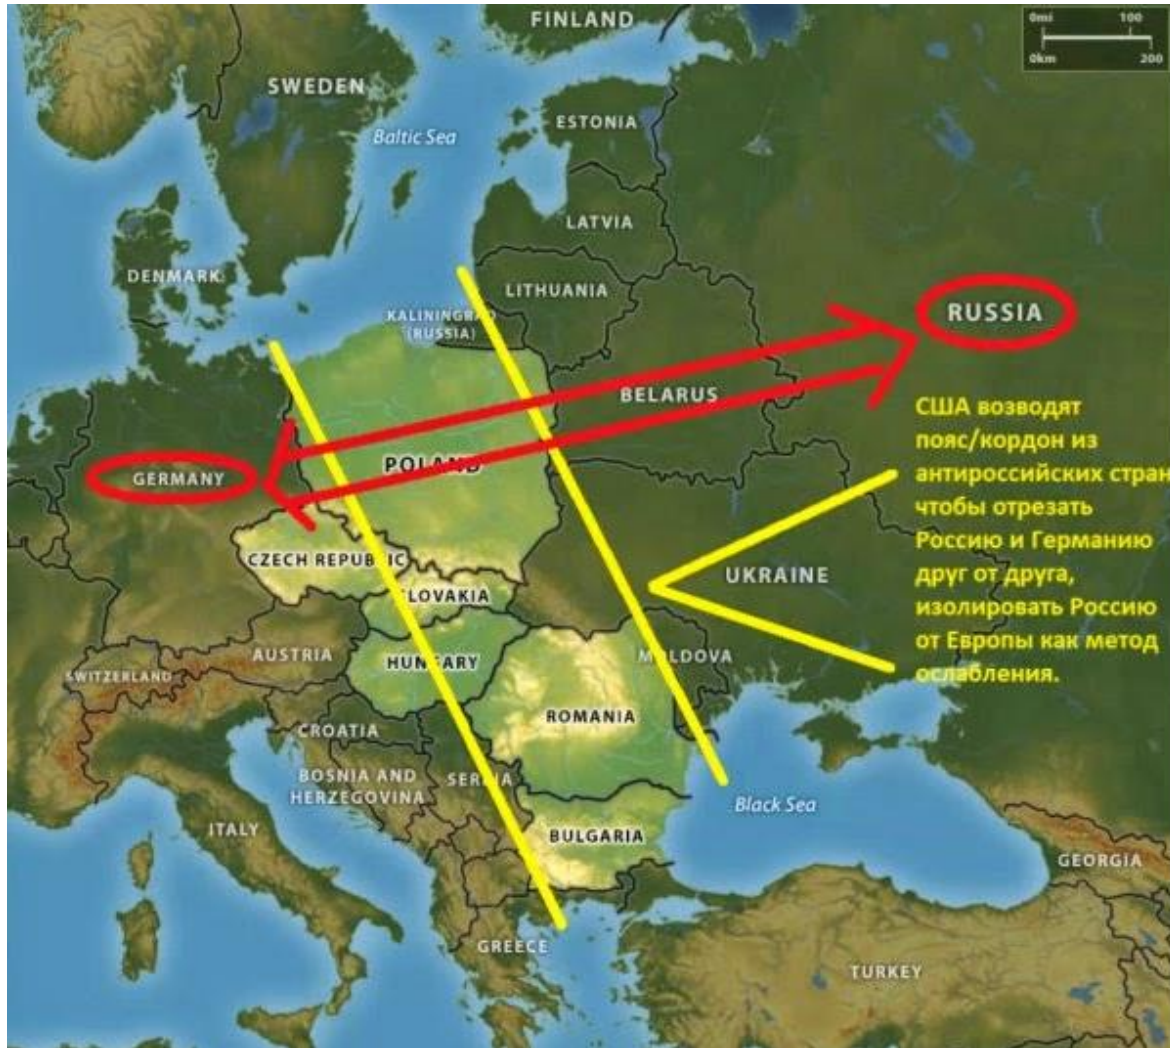 FINLAND
0mi 100
0km 200
SWEDEN
Baltic Sea
ESTONIA
LATVIA
DENMARK
LITHUANIA
KALININGRAD
(RUSSIA)
RUSSIA
BELARUS
США возводят
пояс/кордон из
антироссийских стран
чтобы отрезать
Россию и Германию
друг от друга,
изолировать Россию
от Европы как метод
ослабления.
POLAND
GERMANY
CZECH REPUBLIC
SLOVAKIA
UKRAINE
AUSTRIA
HUNGARY
MOLDOVA
SWITZERLAND
ROMANIA
CROATIA
BOSNIA AND
HERZEGOVINA
SERBIA
Black Sea
ITALY
BULGARIA
GEORGIA
GREECE
TURKEY